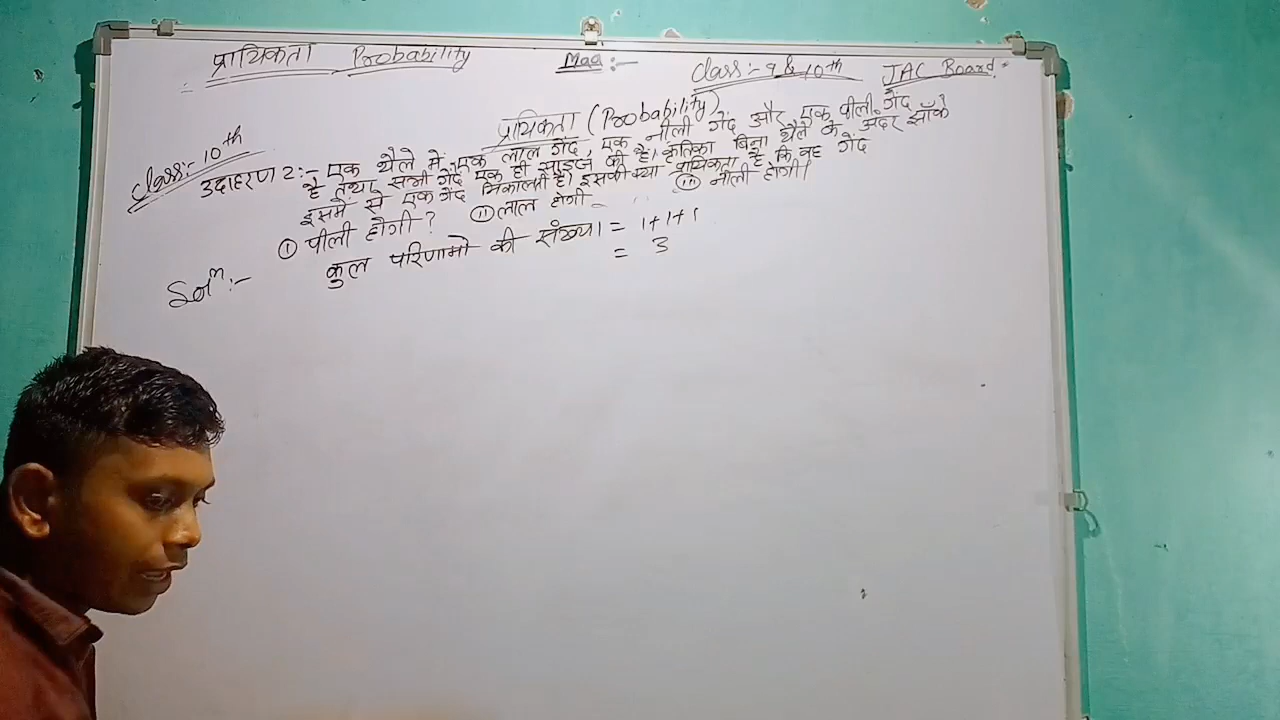 प्रायिकता Probability Maa:- Class:- 9 & 10th JAC Board
प्रायिकता (Probability)
Class:- 10th
उदाहरण 2:- एक थैले में एक लाल गेंद, एक नीली गेंद और एक पीली गेंद
है तथा सभी गेंदे एक ही साइज की है। कृतिका बिना थैले के अंदर झाँके
इसमें से एक गेंद निकालती है। इसकी क्या प्रायिकता है कि वह गेंद
(i) पीली होगी? (ii) लाल होगी (iii) नीली होगी।
Solⁿ:- कुल परिणामो की संख्या = 1+1+1
= 3